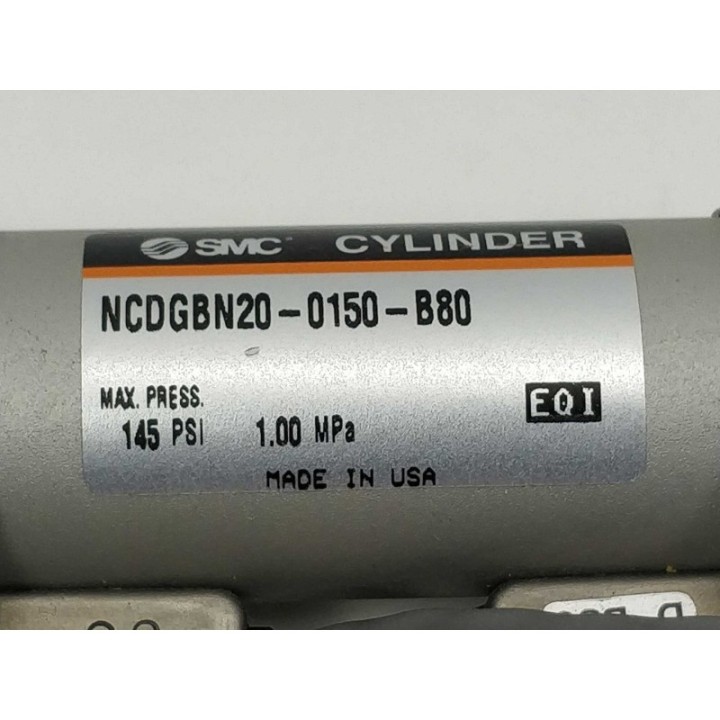 SMC CYLINDER
NCDGBN20-0150-B80
MAX. PRESS.
145 PSI 1.00 MPa
EQI
MADE IN USA